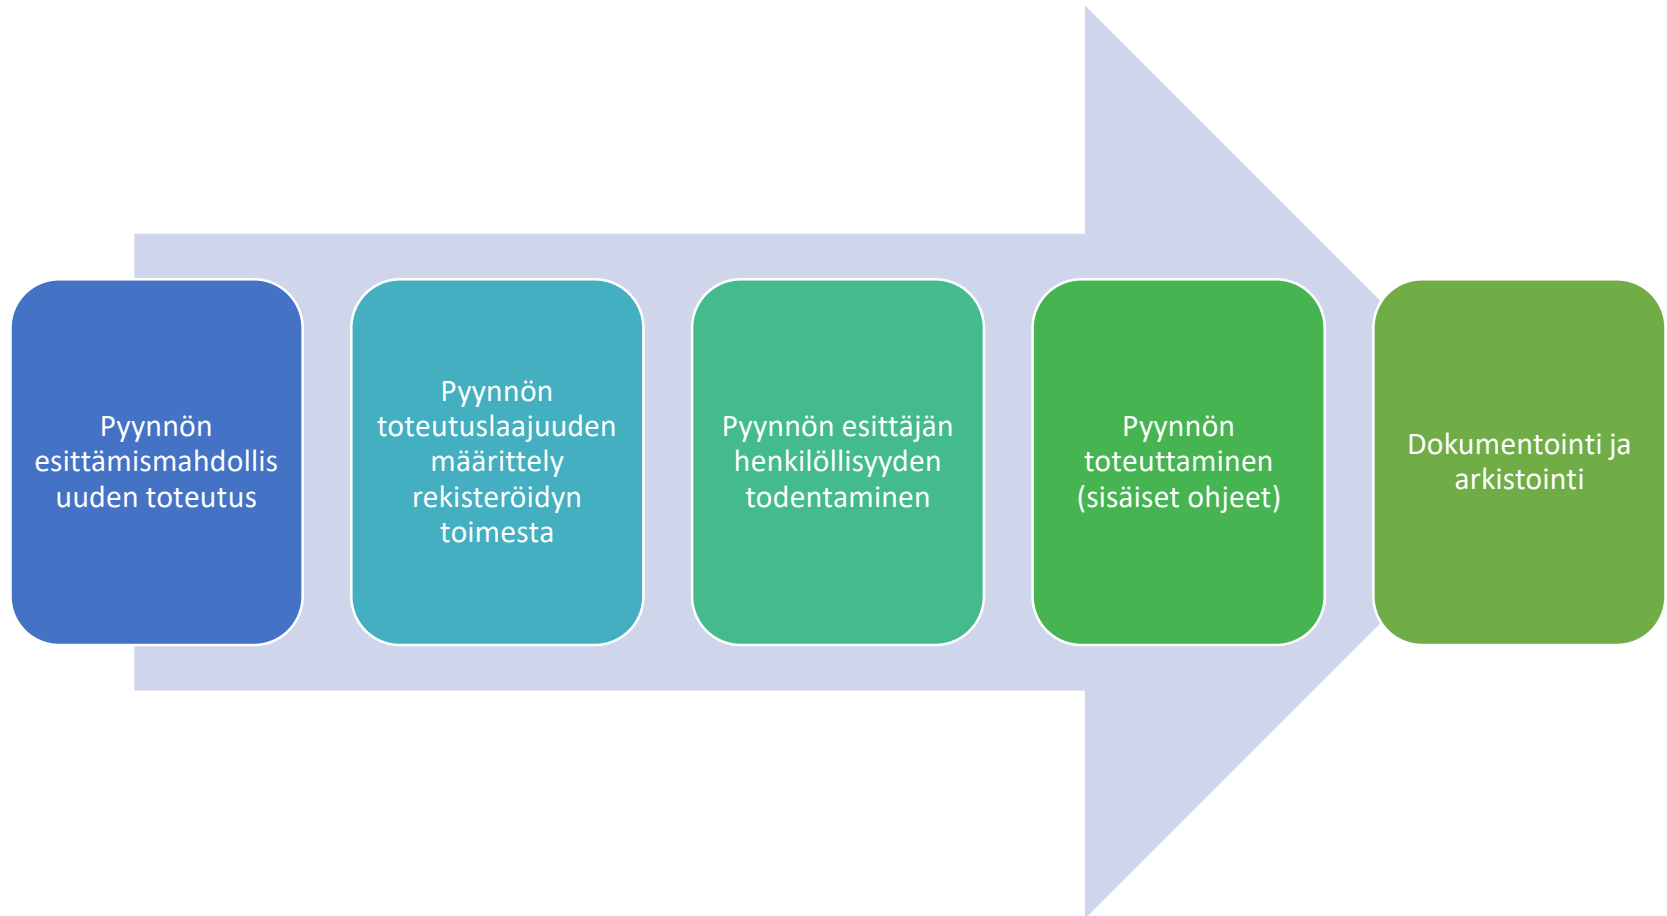 Pyynnön
esittämismahdollis
uuden toteutus
Pyynnön
toteutuslaajuuden
määrittely
rekisteröidyn
toimesta
Pyynnön esittäjän
henkilöllisyyden
todentaminen
Pyynnön
toteuttaminen
(sisäiset ohjeet)
Dokumentointi ja
arkistointi